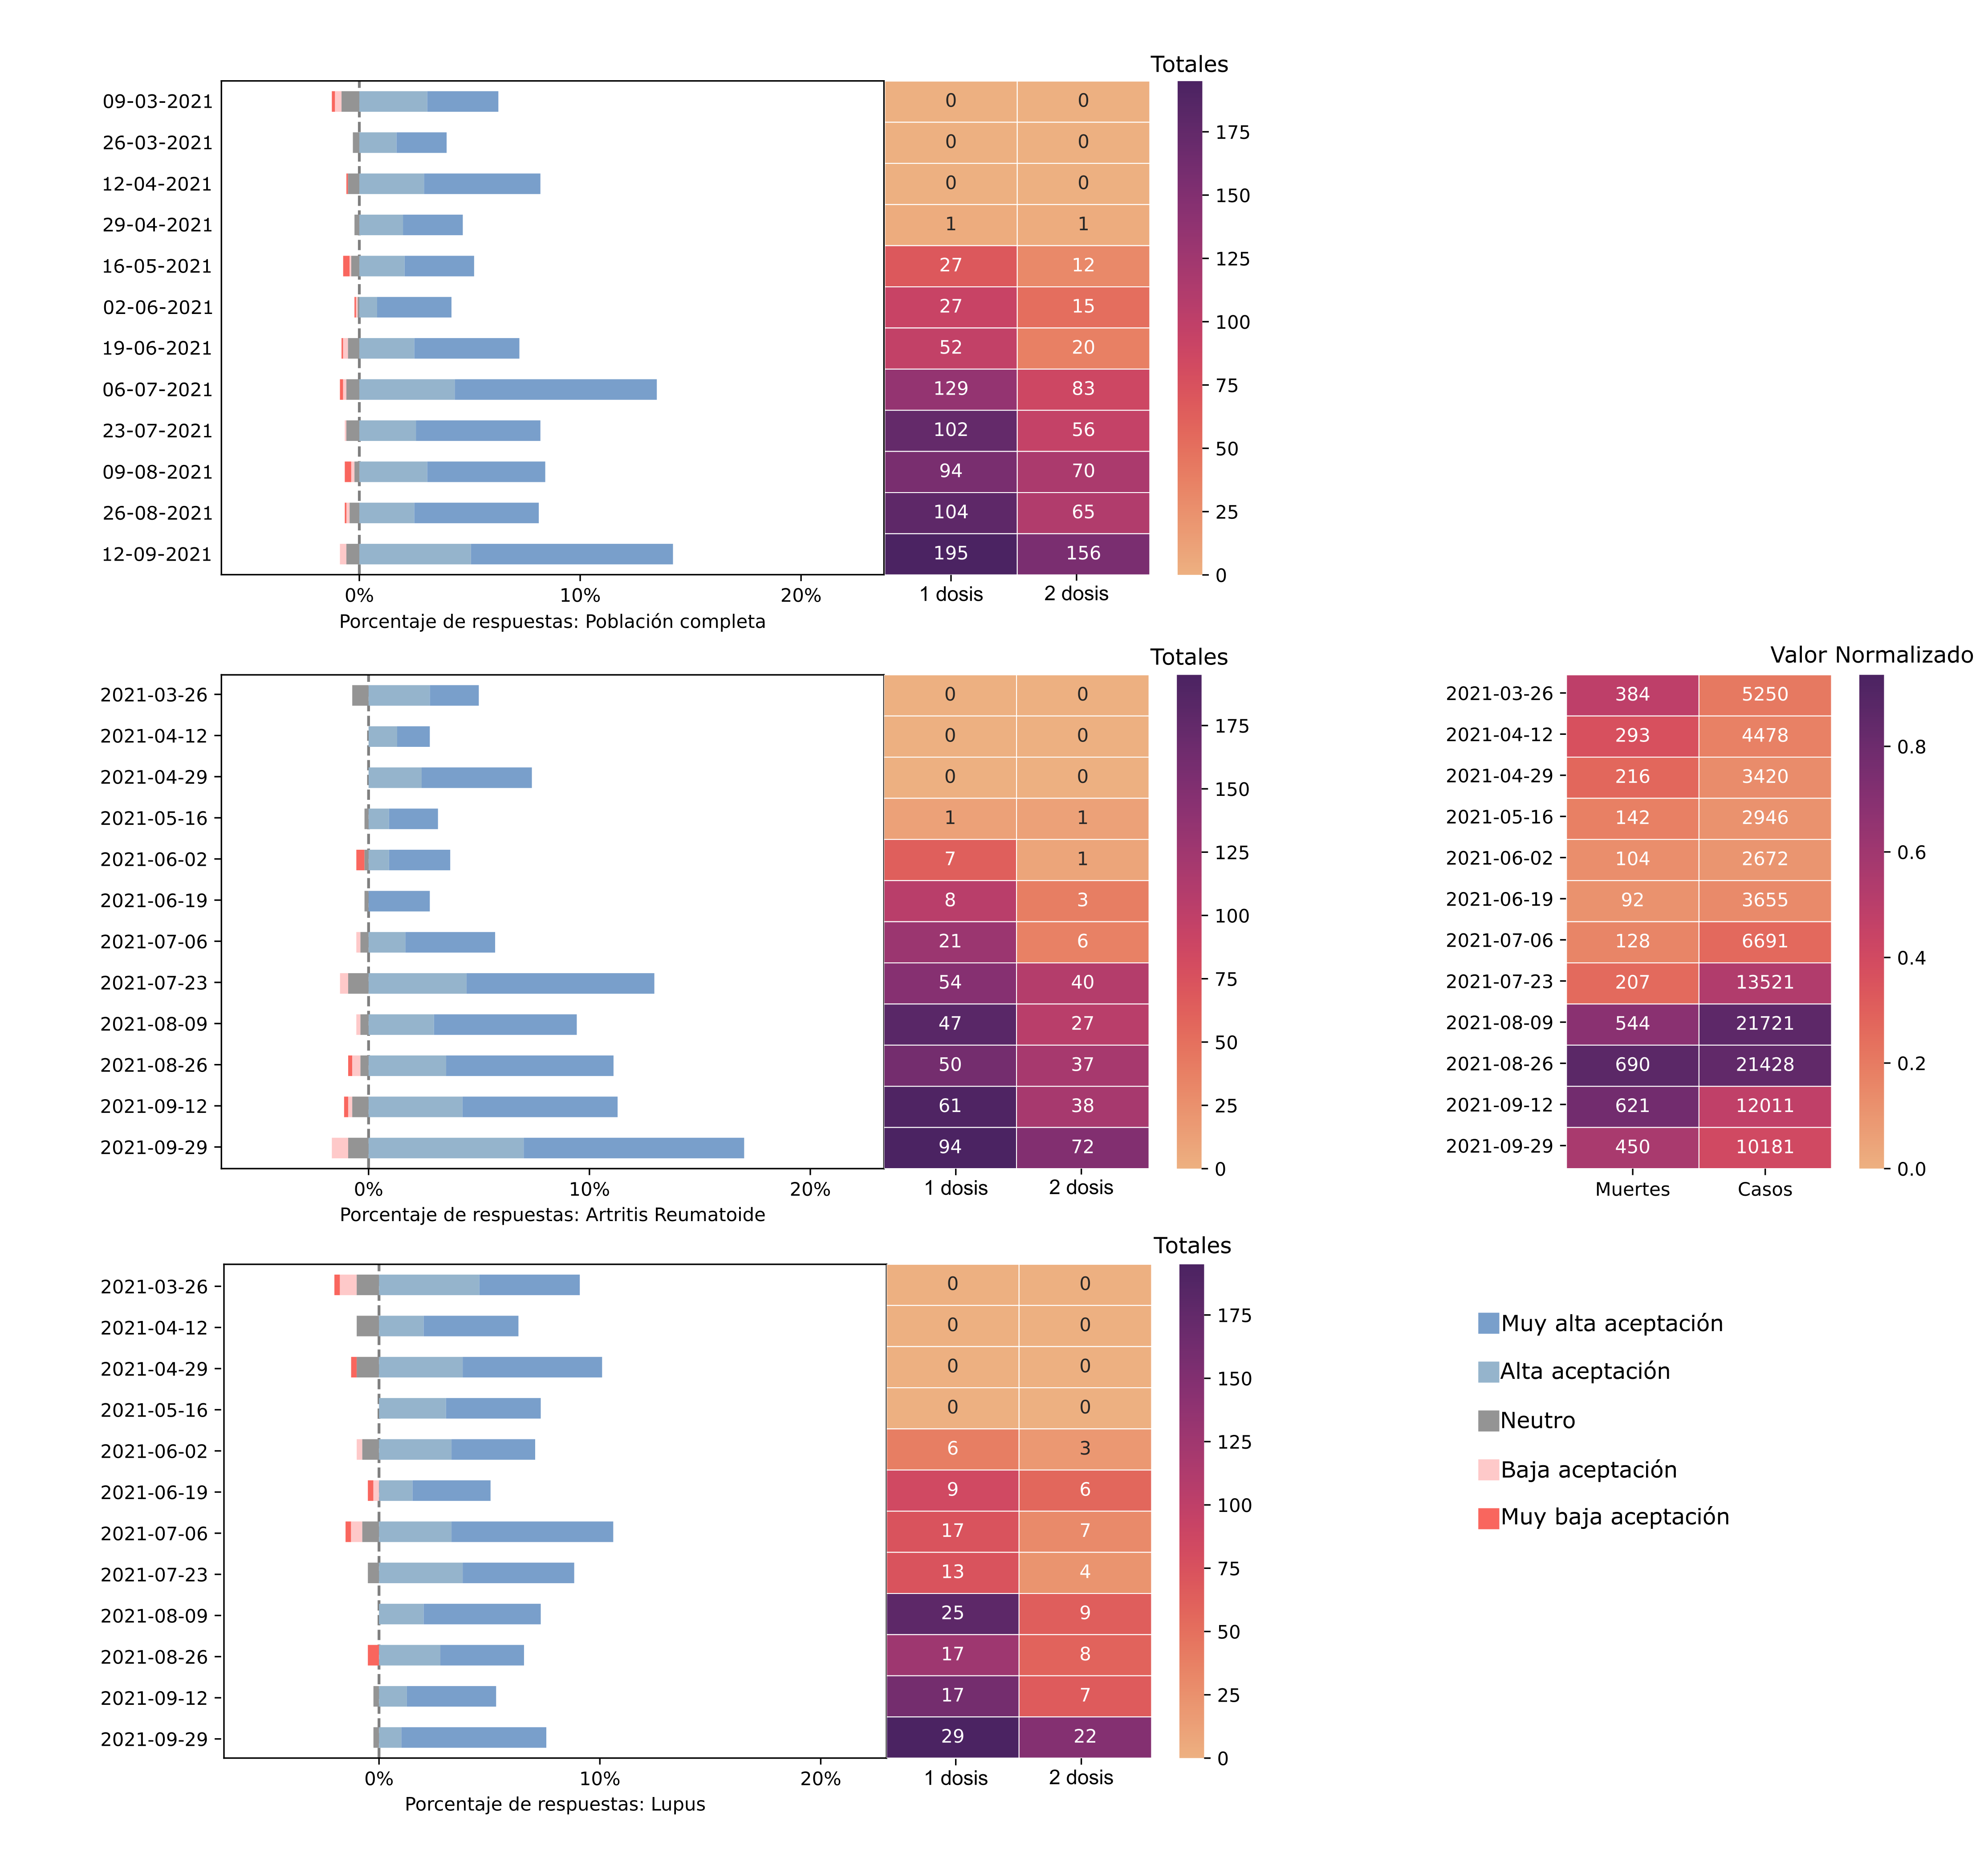 Totales
09-03-2021 0 0
26-03-2021 0 0 175
12-04-2021 0 0
150
29-04-2021 1 1
16-05-2021 27 12 125
02-06-2021 27 15
100
19-06-2021 52 20
06-07-2021 129 83 75
23-07-2021 102 56
50
09-08-2021 94 70
26-08-2021 104 65 25
12-09-2021 195 156
0
0% 10% 20% 1 dosis 2 dosis
Porcentaje de respuestas: Población completa
Totales
2021-03-26 0 0
175
2021-04-12 0 0
2021-04-29 0 0 150
2021-05-16 1 1
125
2021-06-02 7 1
2021-06-19 8 3 100
2021-07-06 21 6
75
2021-07-23 54 40
2021-08-09 47 27 50
2021-08-26 50 37
25
2021-09-12 61 38
2021-09-29 94 72
0
0% 10% 20% 1 dosis 2 dosis
Porcentaje de respuestas: Artritis Reumatoide
Valor Normalizado
2021-03-26 384 5250
2021-04-12 293 4478 0.8
2021-04-29 216 3420
2021-05-16 142 2946
2021-06-02 104 2672 0.6
2021-06-19 92 3655
2021-07-06 128 6691 0.4
2021-07-23 207 13521
2021-08-09 544 21721
2021-08-26 690 21428 0.2
2021-09-12 621 12011
2021-09-29 450 10181
0.0
Muertes Casos
Totales
2021-03-26 0 0
175
2021-04-12 0 0
2021-04-29 0 0 150
2021-05-16 0 0
125
2021-06-02 6 3
2021-06-19 9 6 100
2021-07-06 17 7
75
2021-07-23 13 4
2021-08-09 25 9 50
2021-08-26 17 8
25
2021-09-12 17 7
2021-09-29 29 22
0
0% 10% 20% 1 dosis 2 dosis
Porcentaje de respuestas: Lupus
Muy alta aceptación
Alta aceptación
Neutro
Baja aceptación
Muy baja aceptación